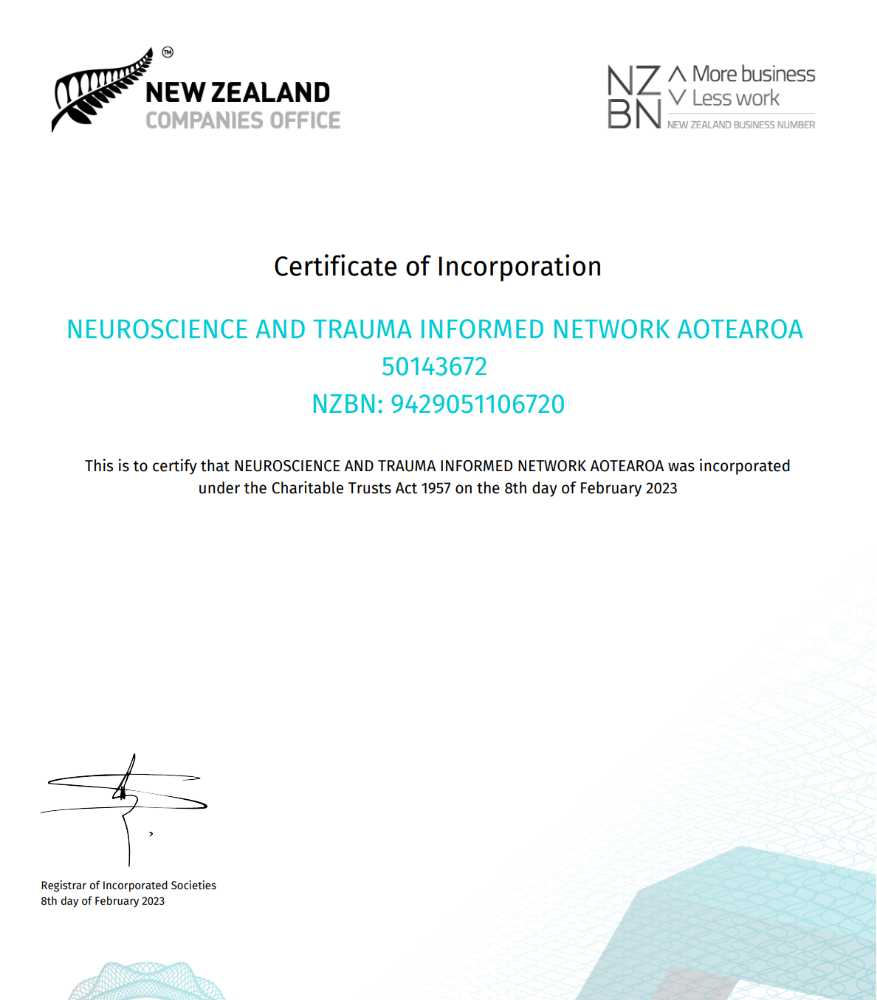 TM
NEW ZEALAND
COMPANIES OFFICE
NZ
BN
More business
Less work
NEW ZEALAND BUSINESS NUMBER
Certificate of Incorporation
NEUROSCIENCE AND TRAUMA INFORMED NETWORK AOTEAROA
50143672
NZBN: 9429051106720
This is to certify that NEUROSCIENCE AND TRAUMA INFORMED NETWORK AOTEAROA was incorporated
under the Charitable Trusts Act 1957 on the 8th day of February 2023
Registrar of Incorporated Societies
8th day of February 2023